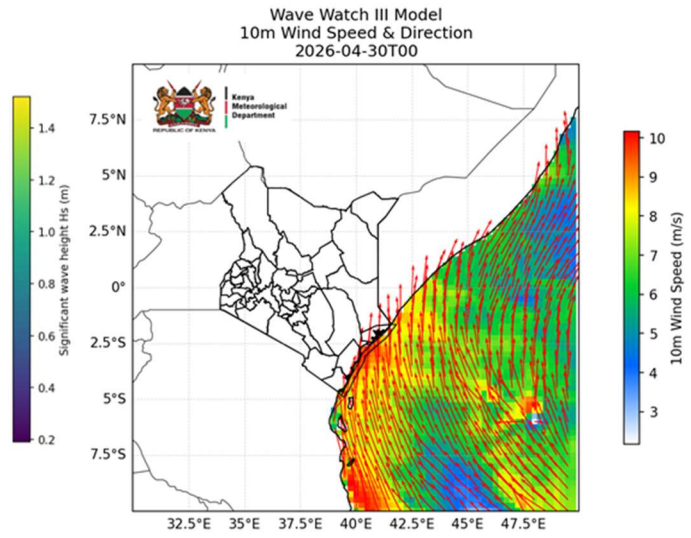 Wave Watch III Model
10m Wind Speed & Direction
2026-04-30T00
Kenya
Meteorological
Department
REPUBLIC OF KENYA
7.5°N
5°N
2.5°N
0°
2.5°S
5°S
7.5°S
32.5°E 35°E 37.5°E 40.0°E 42.5°E 45.0°E 47.5°E
1.4
1.2
1.0
0.8
0.6
0.4
0.2
Significant wave height Hs (m)
10
9
8
7
6
5
4
3
10m Wind Speed (m/s)